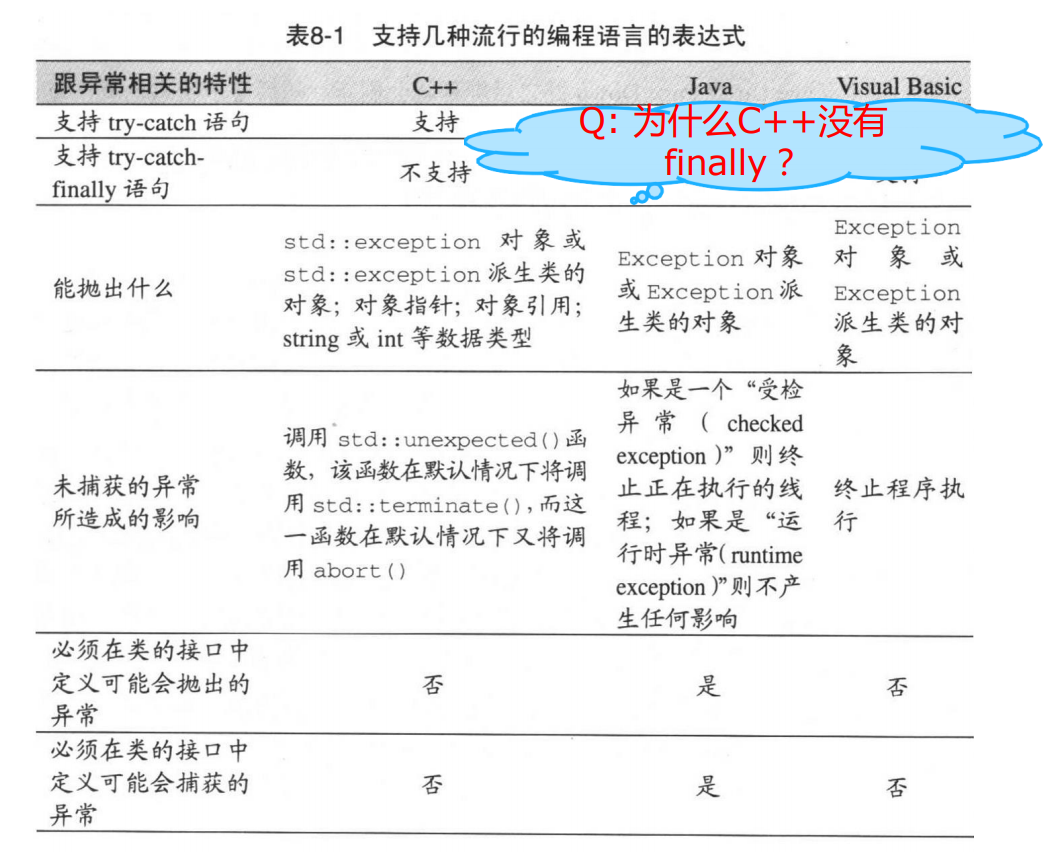 表8-1 支持几种流行的编程语言的表达式
跟异常相关的特性
C++
Java
Visual Basic
支持 try-catch 语句
支持
Q: 为什么C++没有
finally？
支持 try-catch-
finally 语句
不支持
能抛出什么
std::exception 对象或
std::exception 派生类的
对象；对象指针；对象引用；
string 或 int 等数据类型
Exception 对象
或 Exception 派
生类的对象
Exception
对象或
Exception
派生类的对
象
未捕获的异常
所造成的影响
调用 std::unexpected()函
数，该函数在默认情况下将调
用 std::terminate()，而这
一函数在默认情况下又将调
用 abort()
如果是一个“受检
异常（checked
exception）”则终
止正在执行的线
程；如果是“运
行时异常(runtime
exception)”则不产
生任何影响
终止程序执
行
必须在类的接口中
定义可能会抛出的
异常
否
是
否
必须在类的接口中
定义可能会捕获的
异常
否
是
否